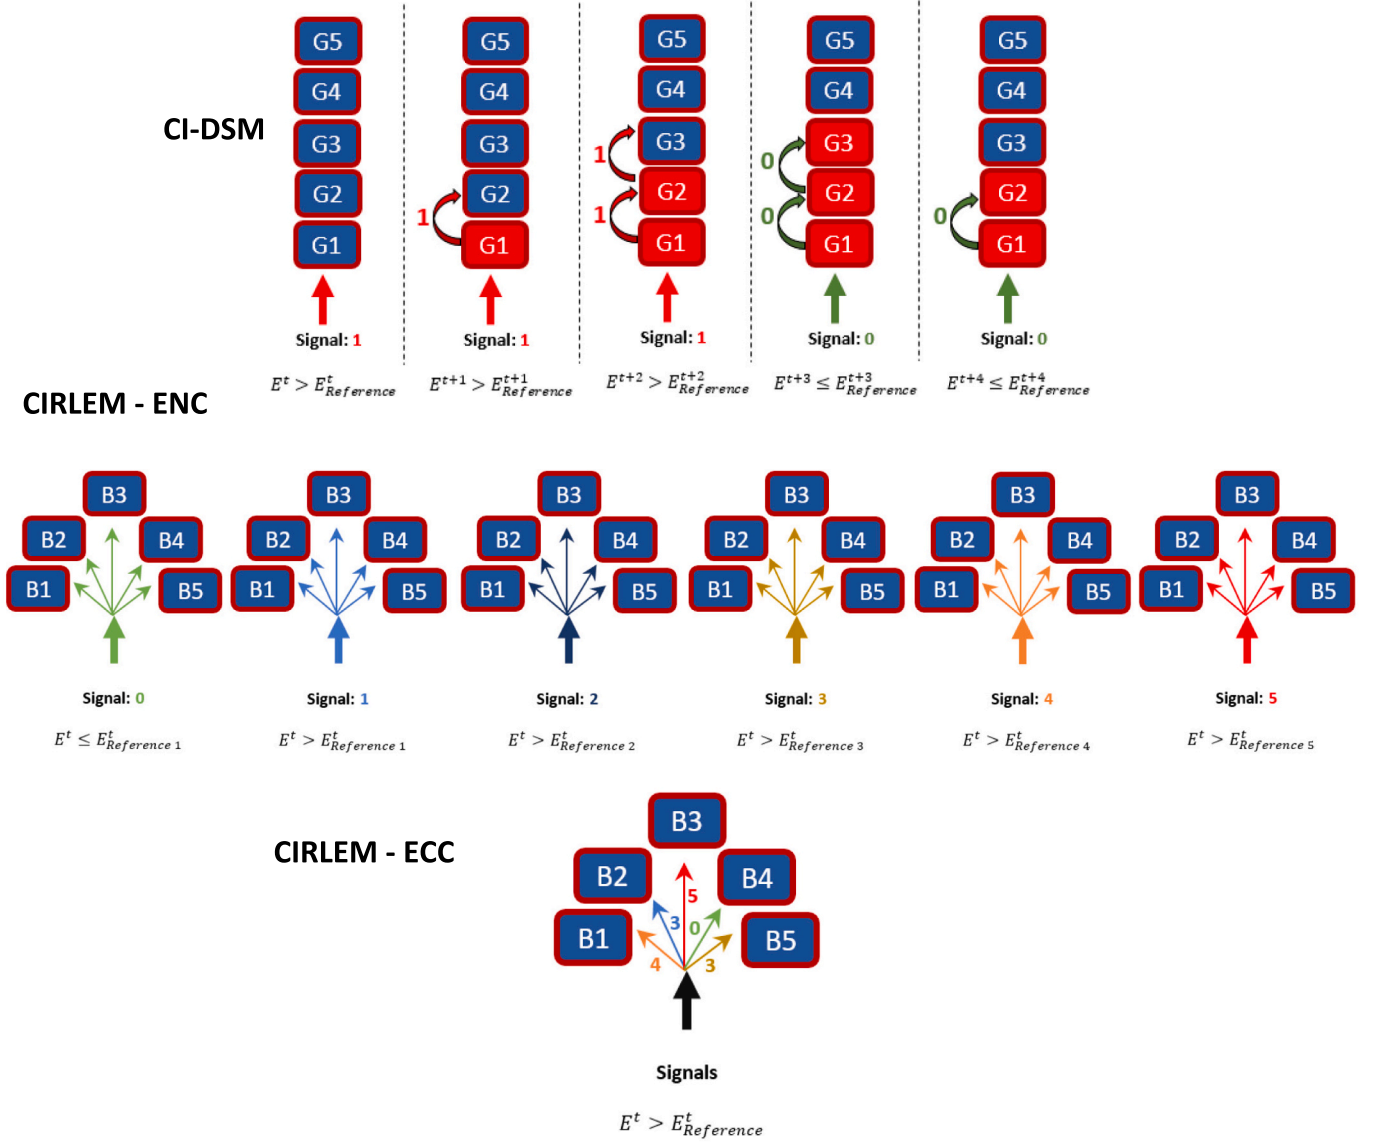 CI-DSM
G5 G5 G5 G5 G5
G4 G4 G4 G4 G4
G3 G3 1 G3 0 G3 G3
G2 1 G2 1 G2 0 G2 0 G2
G1 G1 G1 G1 G1
Signal: 1 Signal: 1 Signal: 1 Signal: 0 Signal: 0
E^t > E^t_Reference E^{t+1} > E^{t+1}_Reference E^{t+2} > E^{t+2}_Reference E^{t+3} ≤ E^{t+3}_Reference E^{t+4} ≤ E^{t+4}_Reference
CIRLEM - ENC
B3 B3 B3 B3 B3 B3
B2 B4 B2 B4 B2 B4 B2 B4 B2 B4 B2 B4
B1 B5 B1 B5 B1 B5 B1 B5 B1 B5 B1 B5
Signal: 0 Signal: 1 Signal: 2 Signal: 3 Signal: 4 Signal: 5
E^t ≤ E^t_Reference 1 E^t > E^t_Reference 1 E^t > E^t_Reference 2 E^t > E^t_Reference 3 E^t > E^t_Reference 4 E^t > E^t_Reference 5
CIRLEM - ECC
B3
B2 B4
5
3 0
B1 B5
4 3
Signals
E^t > E^t_Reference